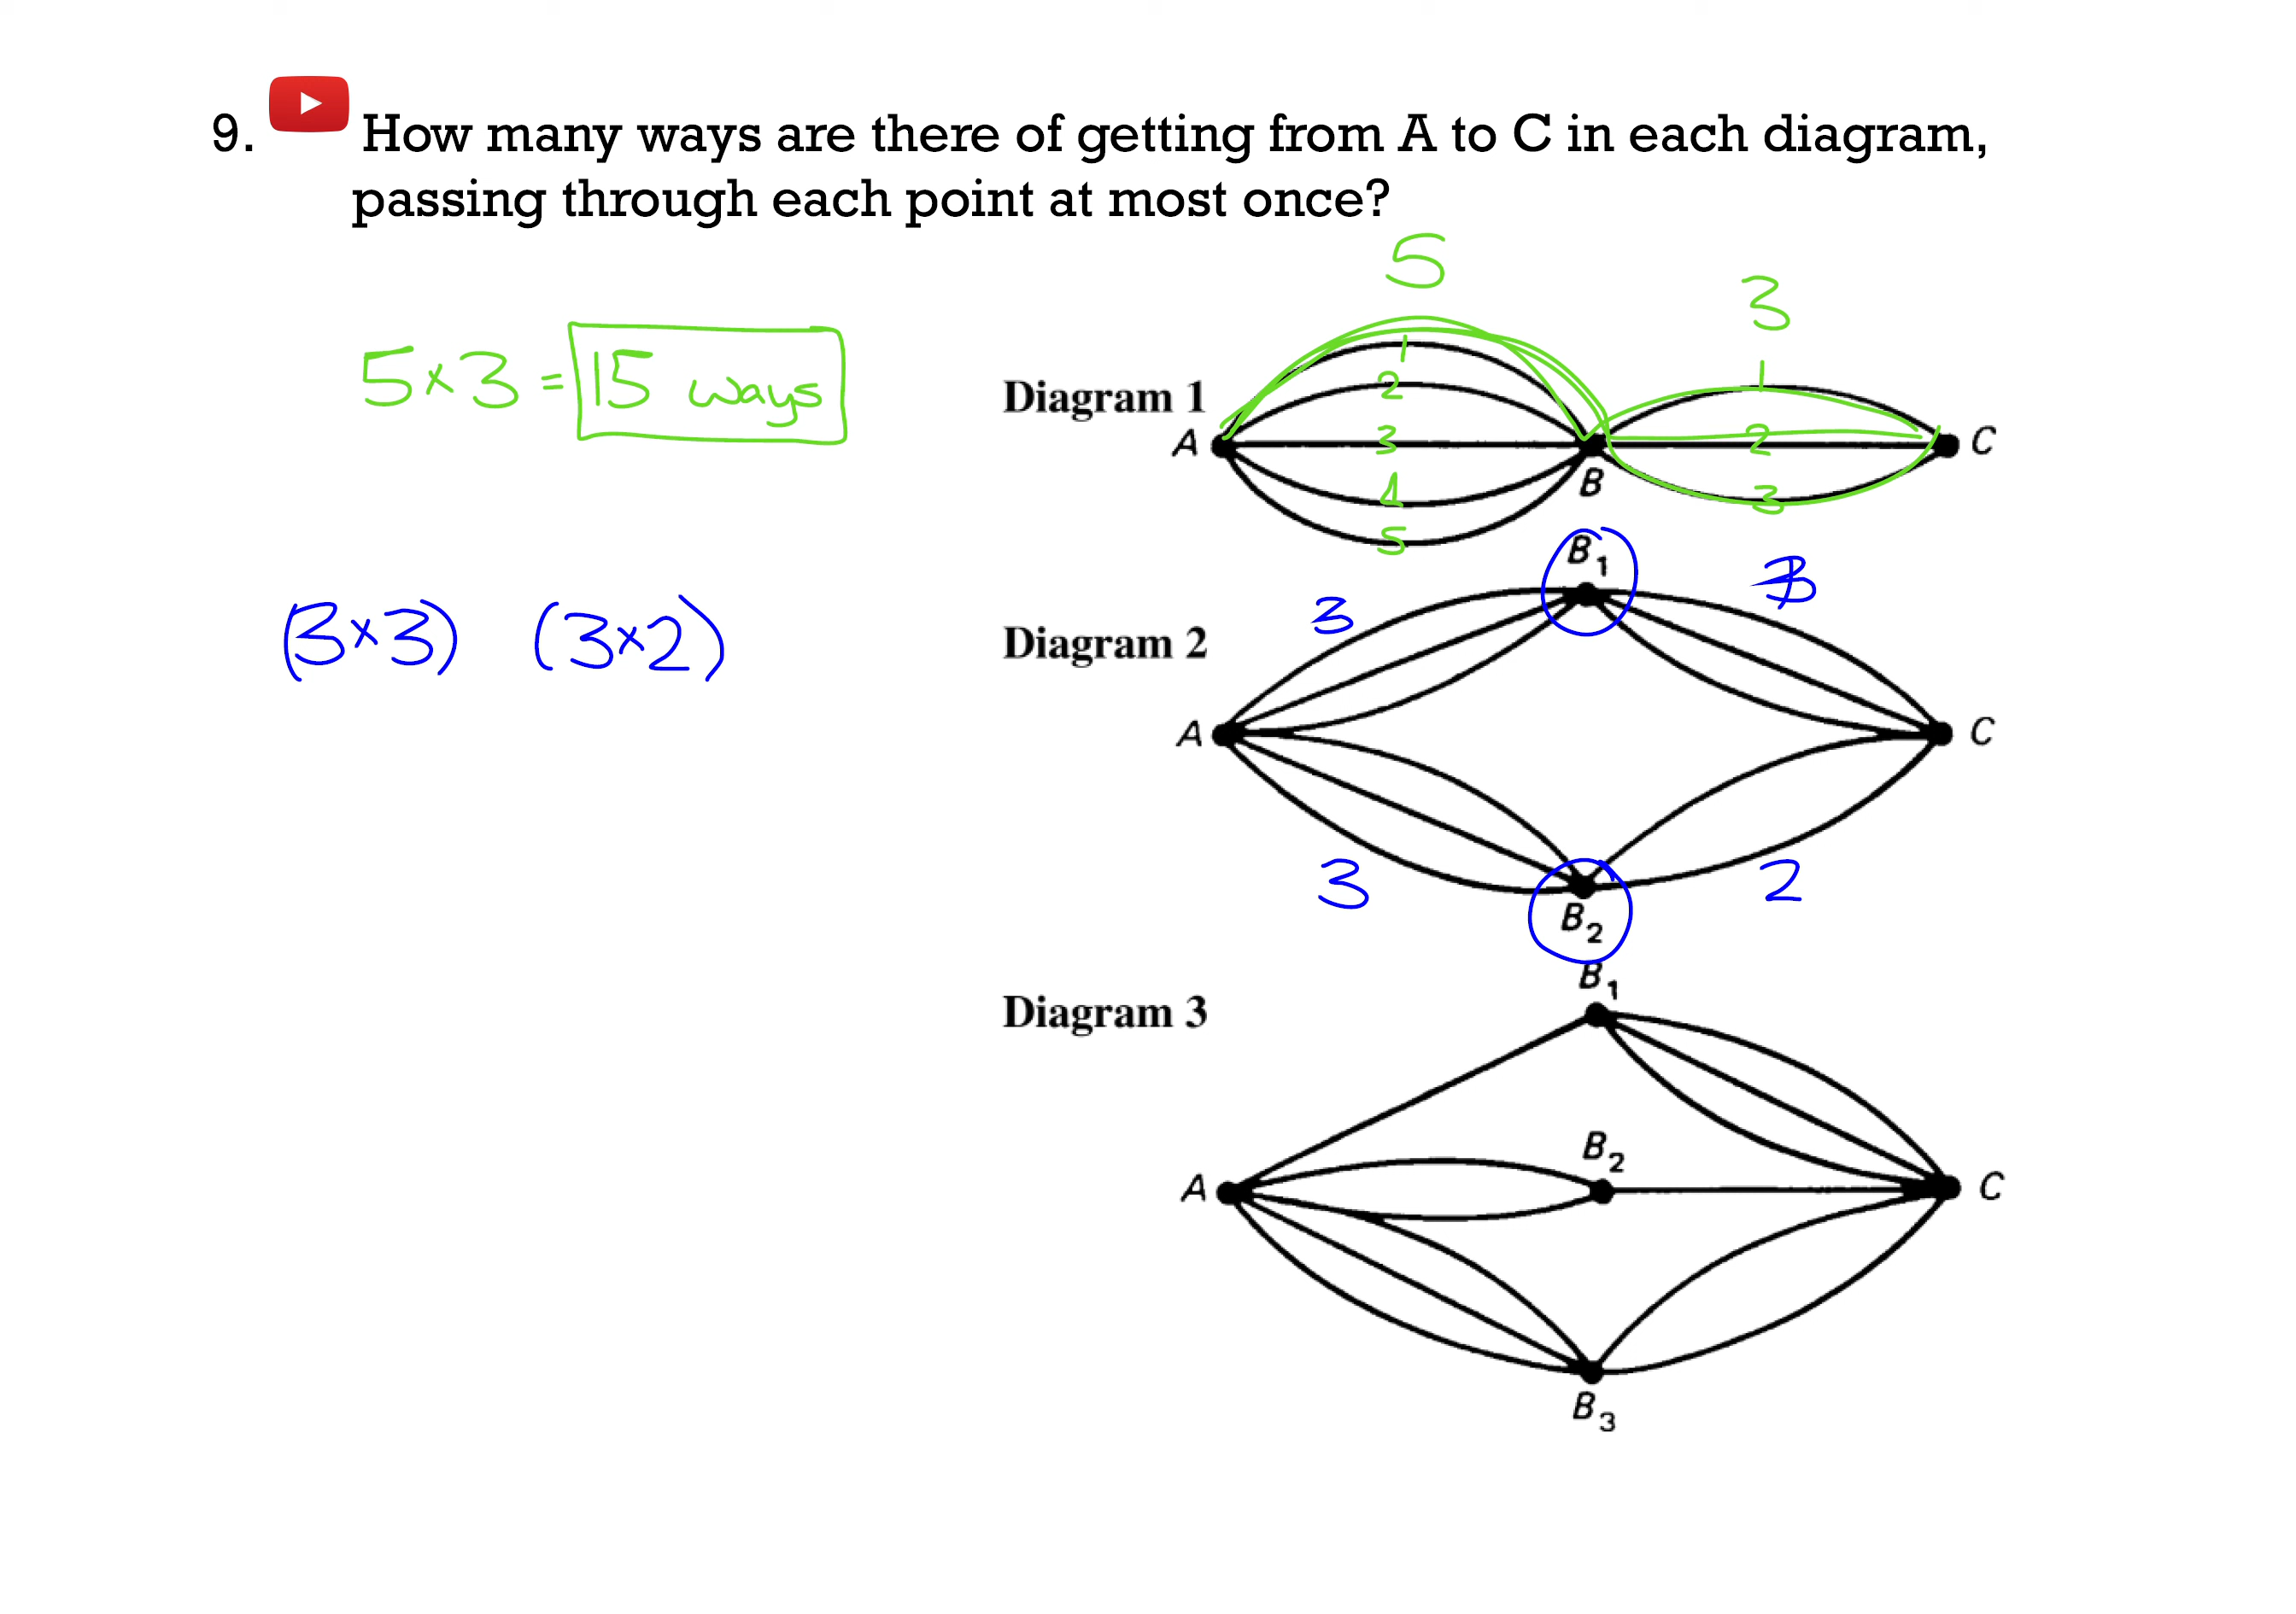 9. How many ways are there of getting from A to C in each diagram,
passing through each point at most once?
5
3
5×3 = 15 ways
Diagram 1
1
2
3
4
5
1
2
3
A
B
C
(3×3) (3×2)
Diagram 2
B1
3
A
C
3
2
B2
Diagram 3
B1
B2
A
C
B3